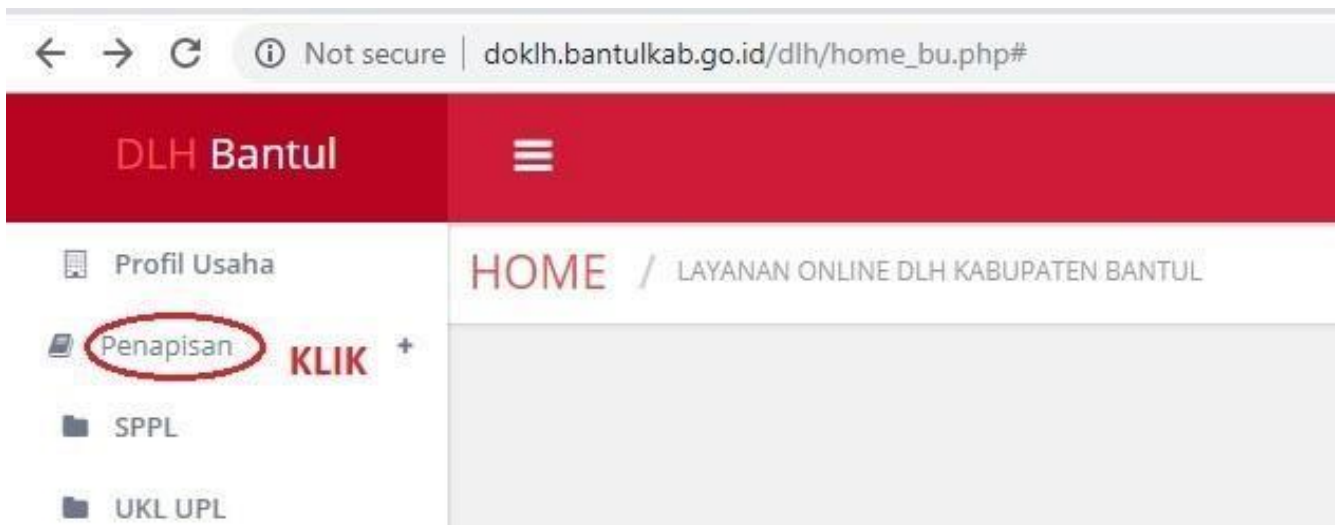 Not secure | doklh.bantulkab.go.id/dlh/home_bu.php#
DLH Bantul
Profil Usaha
HOME / LAYANAN ONLINE DLH KABUPATEN BANTUL
Penapisan KLIK +
SPPL
UKL UPL